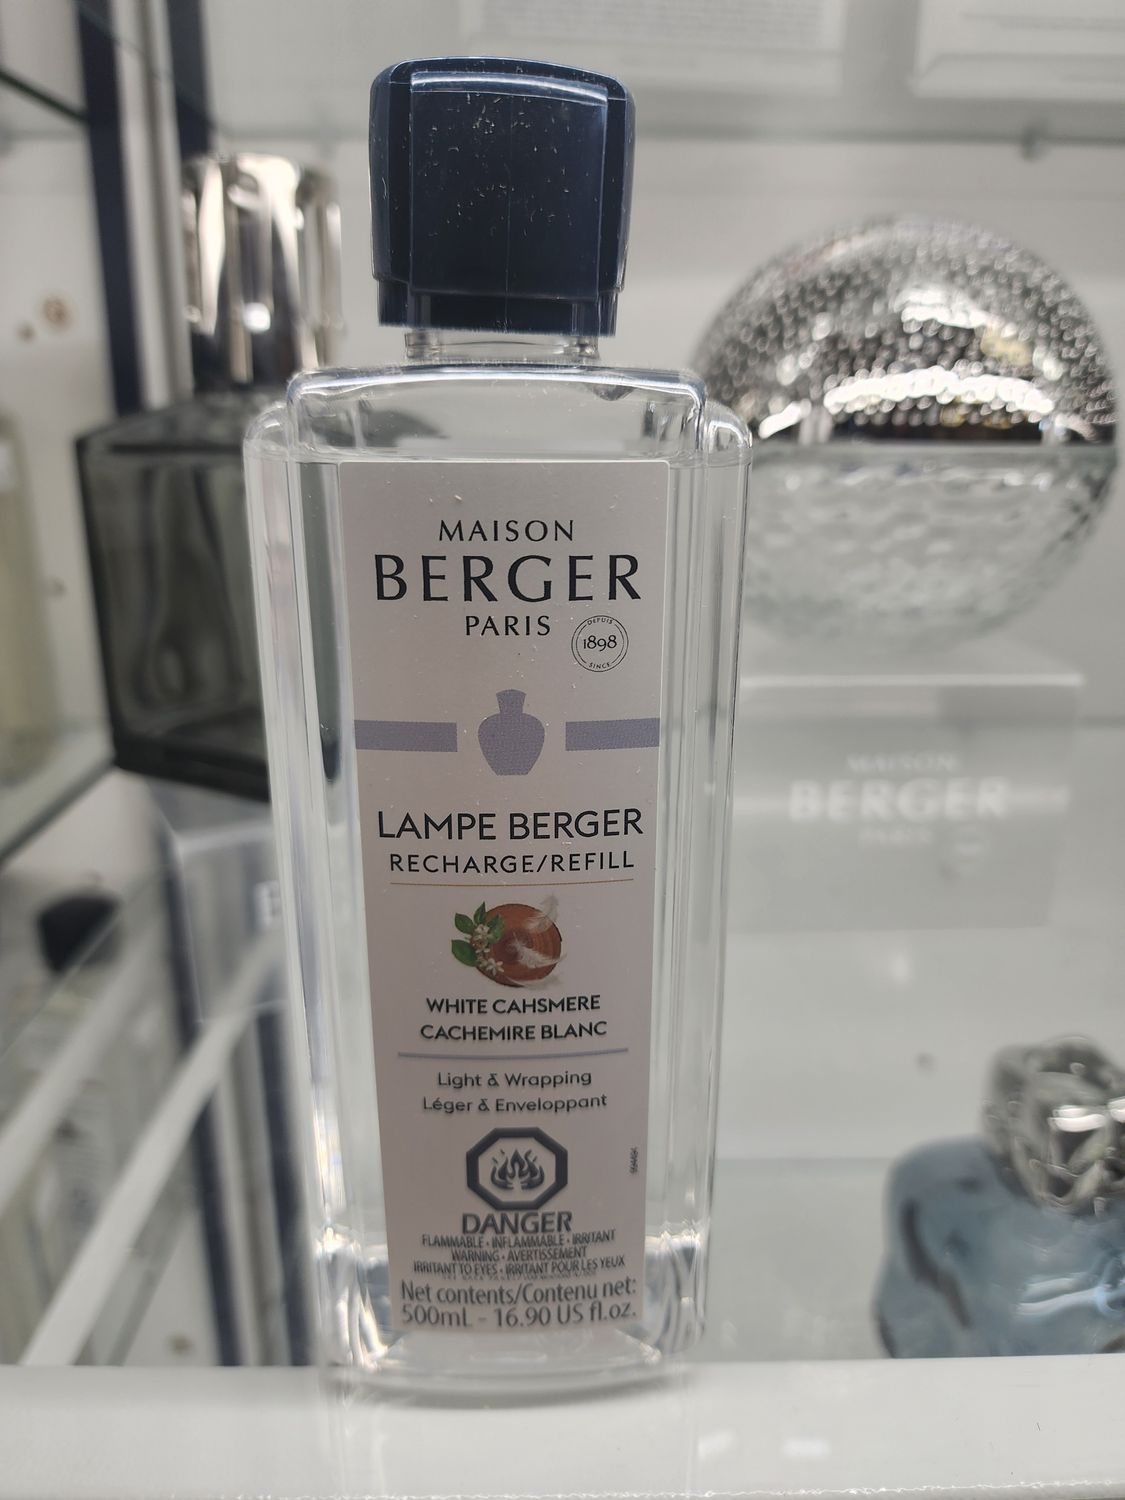 MAISON
BERGER
PARIS
DEPUIS
1898
SINCE
LAMPE BERGER
RECHARGE/REFILL
WHITE CAHSMERE
CACHEMIRE BLANC
Light & Wrapping
Léger & Enveloppant
DANGER
FLAMMABLE • INFLAMMABLE • IRRITANT
WARNING • AVERTISSEMENT
IRRITANT TO EYES • IRRITANT POUR LES YEUX
Net contents/Contenu net:
500mL - 16.90 US fl.oz.
MAISON
BERGER
PARIS